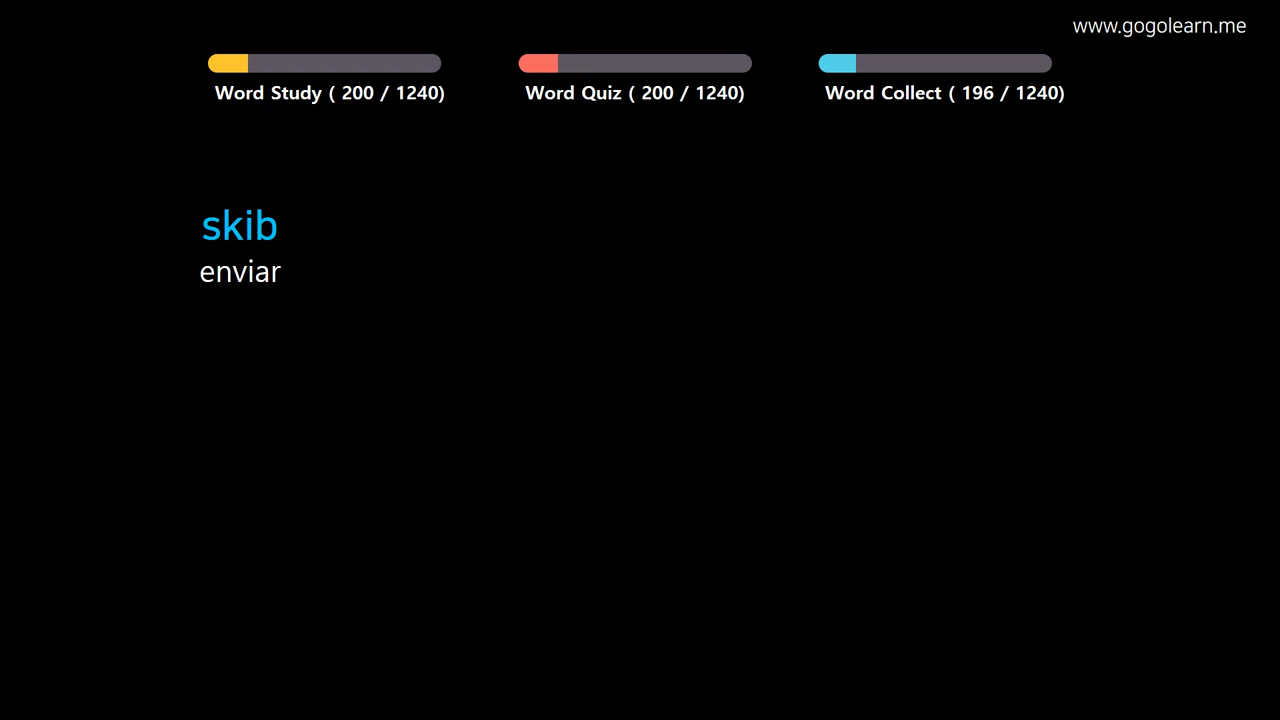 www.gogolearn.me
Word Study ( 200 / 1240)
Word Quiz ( 200 / 1240)
Word Collect ( 196 / 1240)
skib
enviar